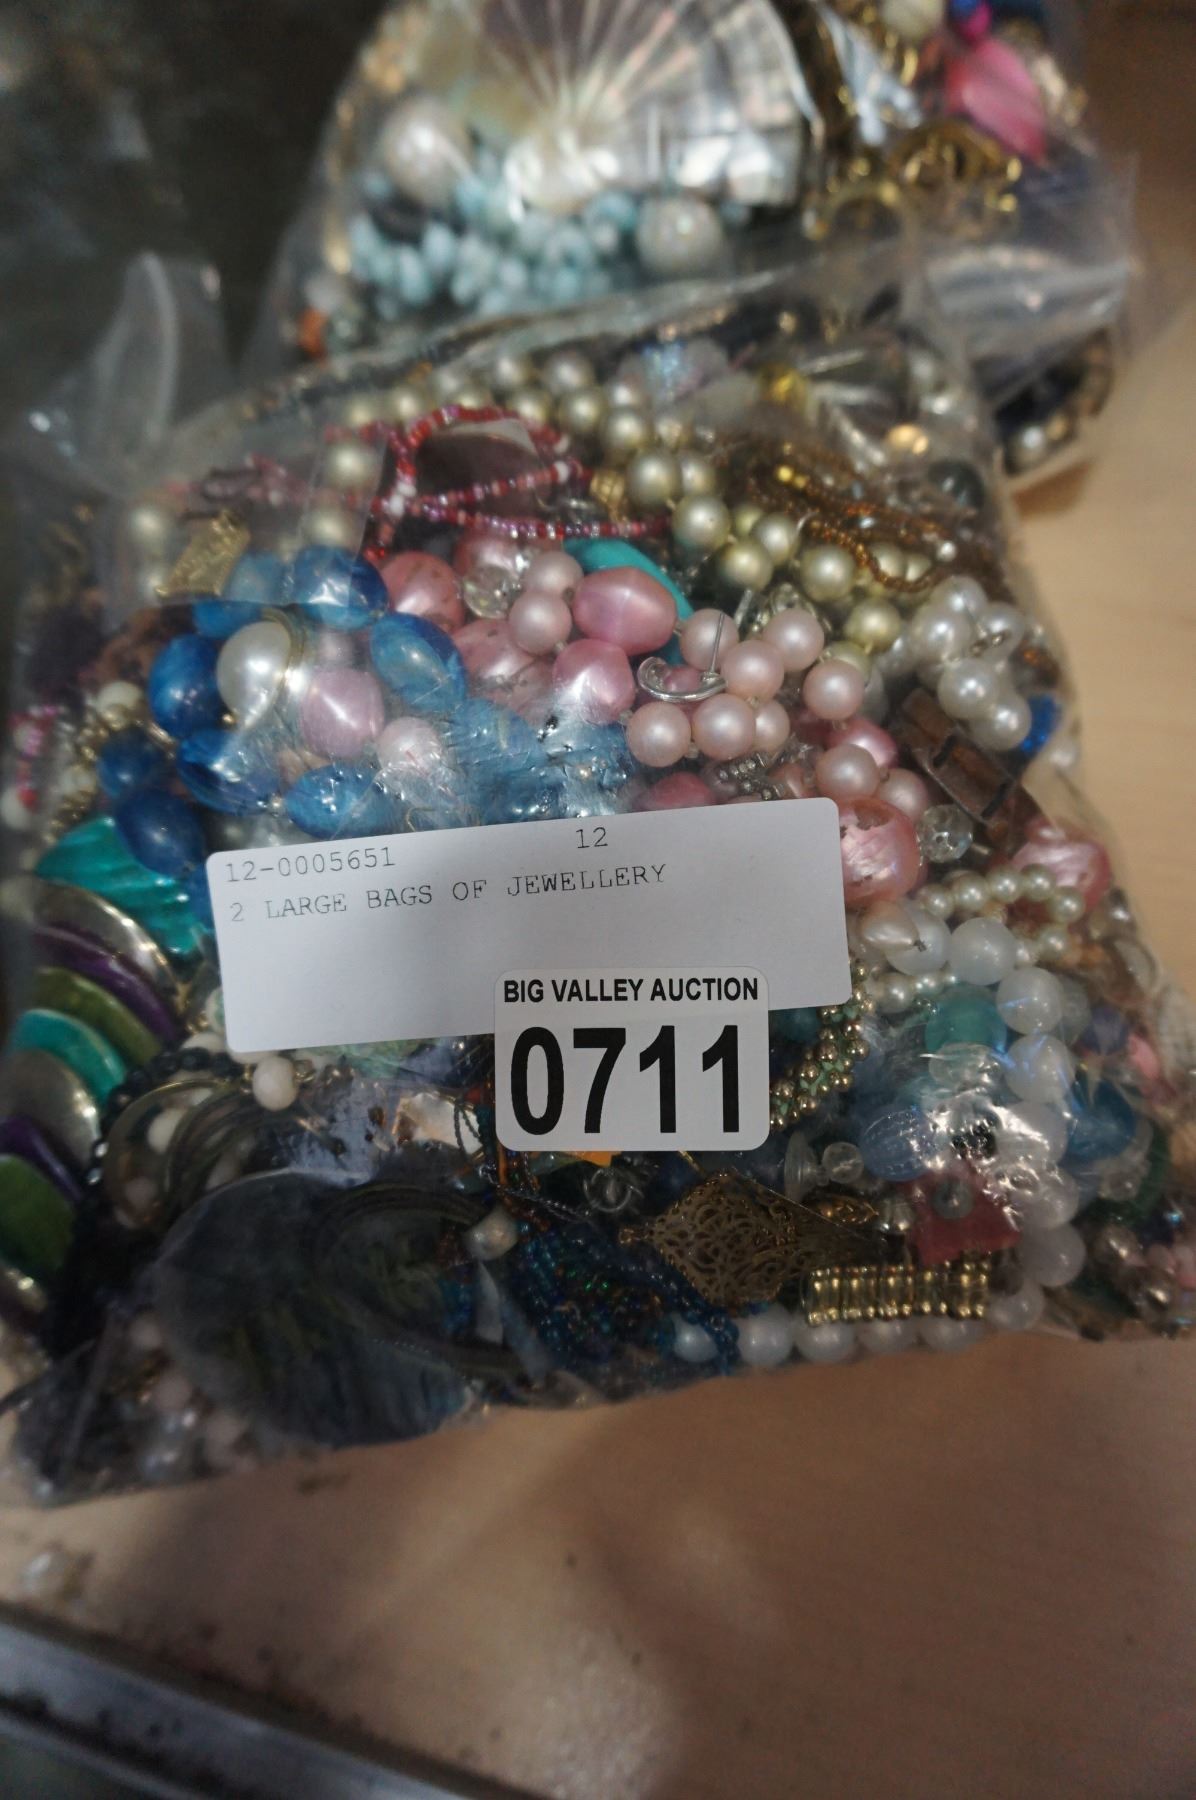 12-0005651 12
2 LARGE BAGS OF JEWELLERY
BIG VALLEY AUCTION
0711